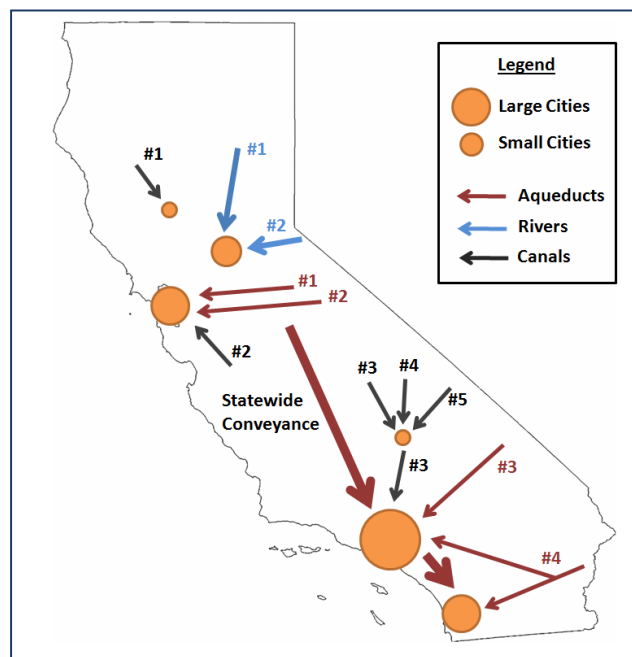 Legend
Large Cities
Small Cities
Aqueducts
Rivers
Canals
#1
#1
#2
#1
#2
#2
Statewide
Conveyance
#3
#4
#5
#3
#3
#4